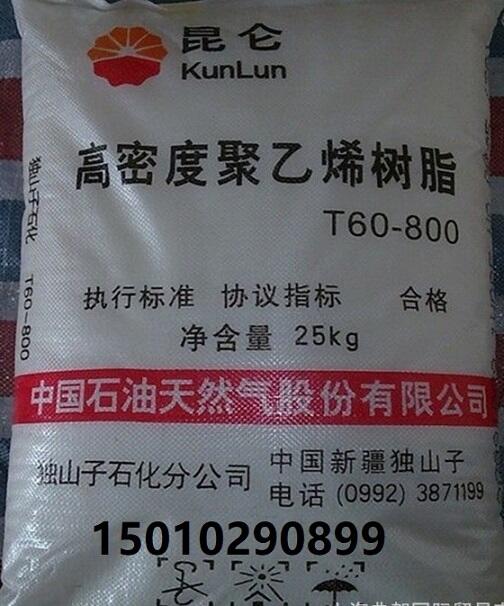 昆仑
KunLun
高密度聚乙烯树脂
T60-800
独山子石化 T60-800
执行标准 协议指标 合格
净含量 25kg
中国石油天然气股份有限公司
独山子石化分公司
中国新疆独山子
电话 (0992) 3871199
15010290899